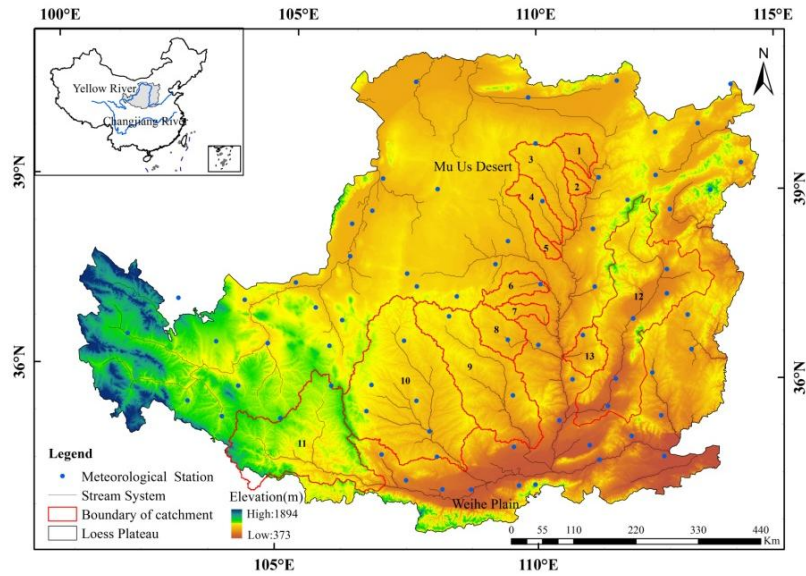 100°E 105°E 110°E 115°E
N
Yellow River
Changjiang River
39°N
39°N
Mu Us Desert
1
3
2
4
5
6
12
7
8
36°N
36°N
13
9
10
11
Legend
Meteorological Station
Stream System
Boundary of catchment
Loess Plateau
Elevation(m)
High:1894
Low:373
Weihe Plain
0 55 110 220 330 440
Km
105°E 110°E